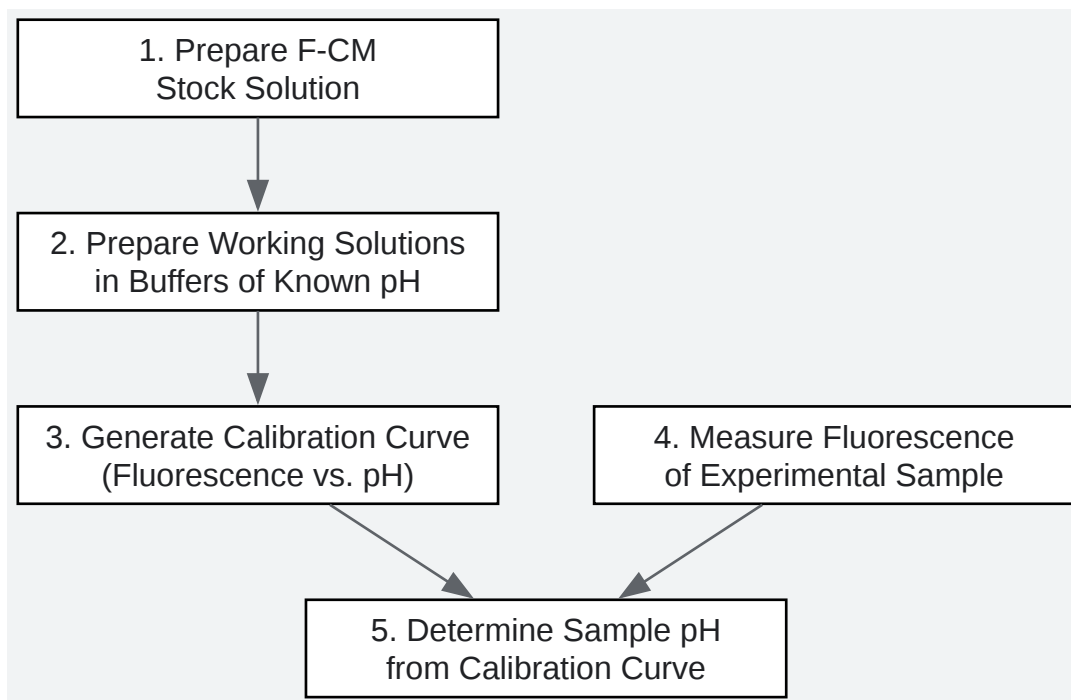 1. Prepare F-CM
Stock Solution
2. Prepare Working Solutions
in Buffers of Known pH
3. Generate Calibration Curve
(Fluorescence vs. pH)
4. Measure Fluorescence
of Experimental Sample
5. Determine Sample pH
from Calibration Curve